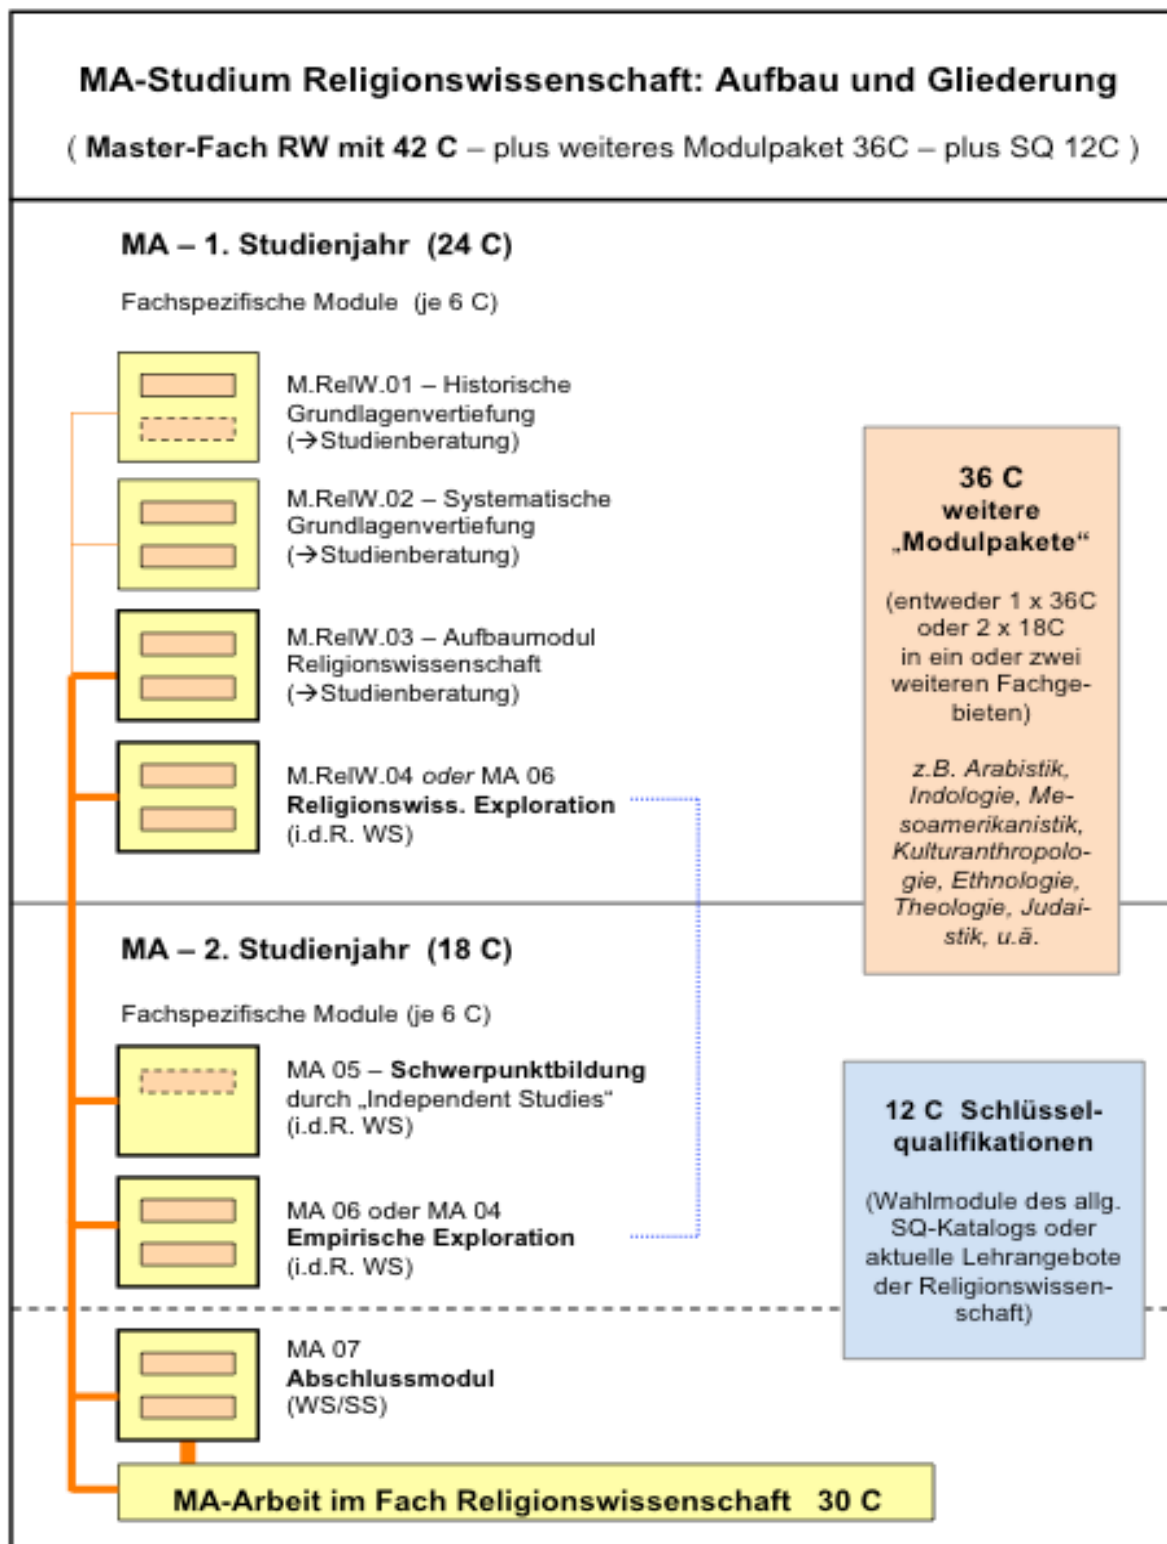 MA-Studium Religionswissenschaft: Aufbau und Gliederung
( Master-Fach RW mit 42 C – plus weiteres Modulpaket 36C – plus SQ 12C )
MA – 1. Studienjahr (24 C)
Fachspezifische Module (je 6 C)
M.RelW.01 – Historische
Grundlagenvertiefung
(→Studienberatung)
M.RelW.02 – Systematische
Grundlagenvertiefung
(→Studienberatung)
M.RelW.03 – Aufbaumodul
Religionswissenschaft
(→Studienberatung)
M.RelW.04 oder MA 06
Religionswiss. Exploration
(i.d.R. WS)
36 C
weitere
„Modulpakete“
(entweder 1 x 36C
oder 2 x 18C
in ein oder zwei
weiteren Fachge-
bieten)
z.B. Arabistik,
Indologie, Me-
soamerikanistik,
Kulturanthropolo-
gie, Ethnologie,
Theologie, Judai-
stik, u.ä.
MA – 2. Studienjahr (18 C)
Fachspezifische Module (je 6 C)
MA 05 – Schwerpunktbildung
durch „Independent Studies“
(i.d.R. WS)
MA 06 oder MA 04
Empirische Exploration
(i.d.R. WS)
12 C Schlüssel-
qualifikationen
(Wahlmodule des allg.
SQ-Katalogs oder
aktuelle Lehrangebote
der Religionswissen-
schaft)
MA 07
Abschlussmodul
(WS/SS)
MA-Arbeit im Fach Religionswissenschaft 30 C